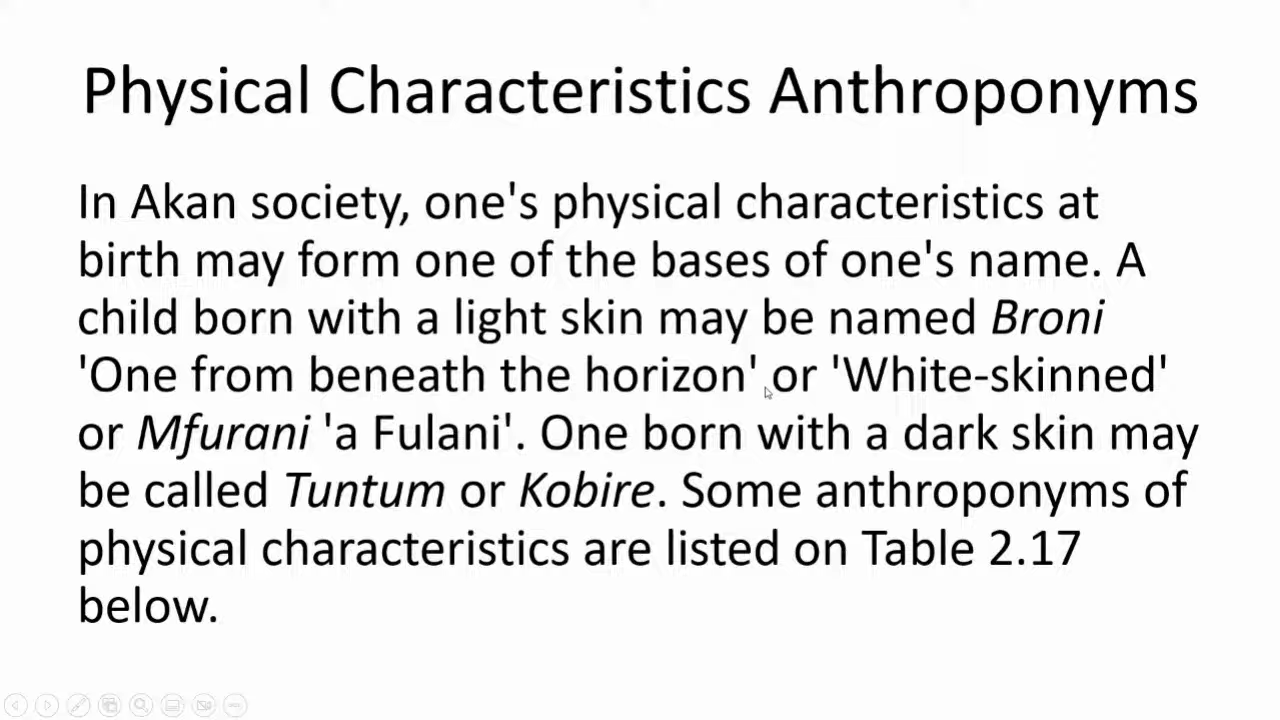 Physical Characteristics Anthroponyms
In Akan society, one's physical characteristics at
birth may form one of the bases of one's name. A
child born with a light skin may be named Broni
'One from beneath the horizon' or 'White-skinned'
or Mfurani 'a Fulani'. One born with a dark skin may
be called Tuntum or Kobire. Some anthroponyms of
physical characteristics are listed on Table 2.17
below.